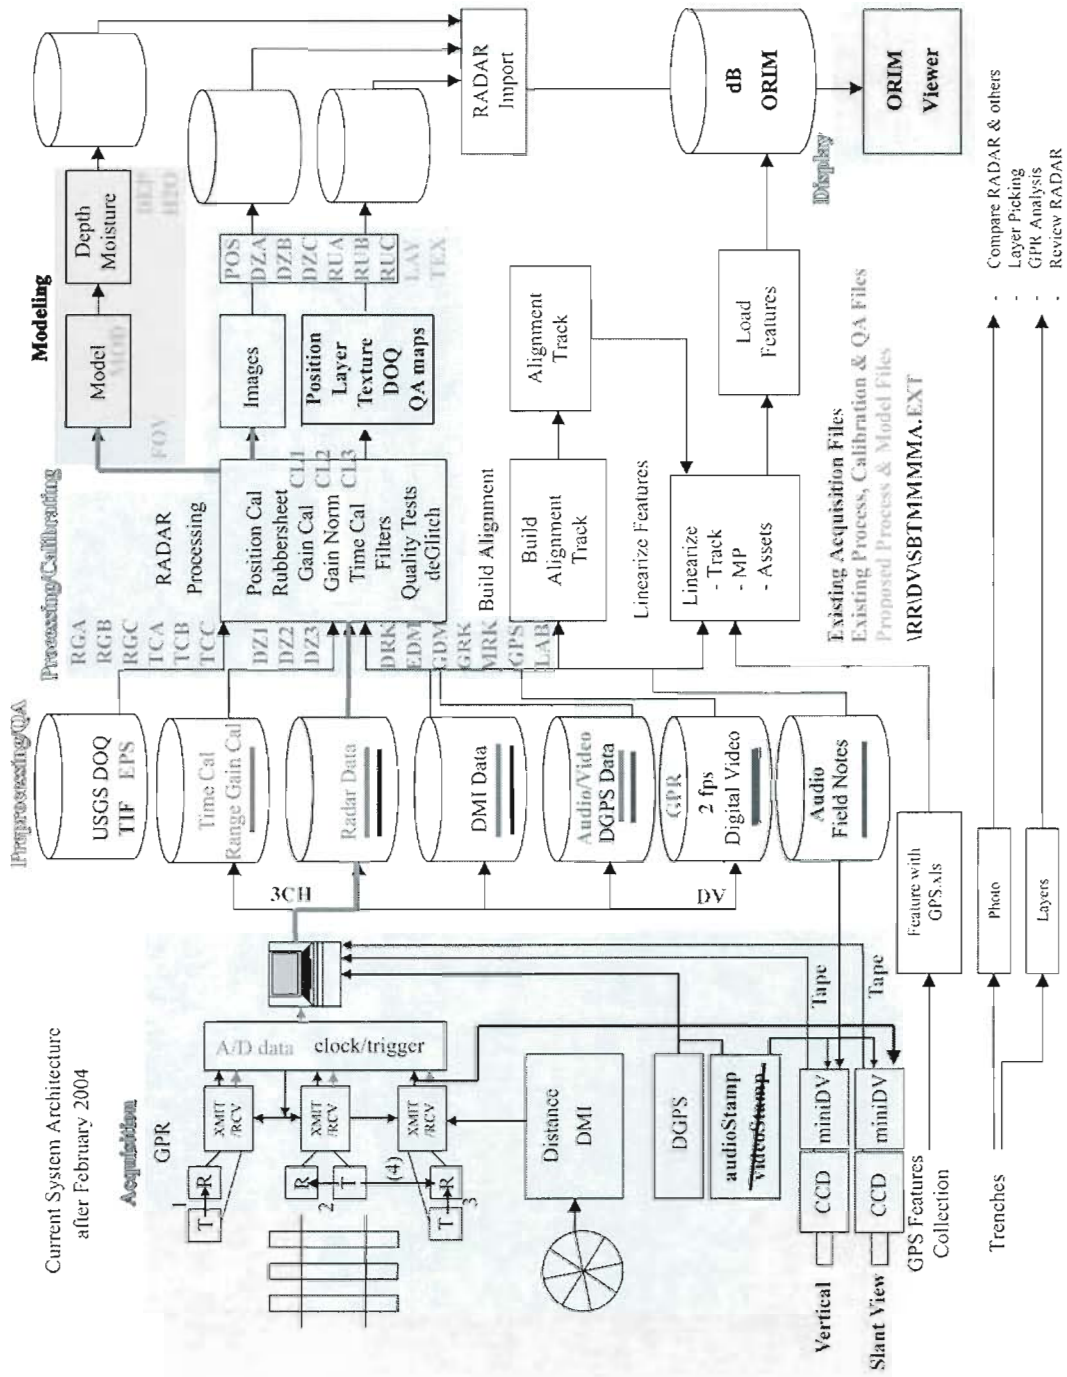 Current System Architecture
after February 2004
Acquisition
GPR
T
R
1
XMIT
/RCV
R
T
2
XMIT
/RCV
(4)
T
R
3
XMIT
/RCV
A/D data
clock/trigger
Distance
DMI
DGPS
audioStamp
videoStamp
Vertical
CCD
miniDV
Tape
Slant View
CCD
miniDV
Tape
GPS Features
Collection
Trenches
3CH
DV
Preprocessing/QA
USGS DOQ
TIF EPS
Time Cal
Range Gain Cal
Radar Data
DMI Data
Audio/Video
DGPS Data
GPR
2 fps
Digital Video
Audio
Field Notes
Feature with
GPS.xls
Photo
Layers
Processing/Calibrating
RGA
RGB
RGC
TCA
TCB
TCC
DZ1
DZ2
DZ3
DRK
EDM
GDM
GRK
MRK
GPS
LAB
RADAR
Processing
Position Cal
Rubbersheet
Gain Cal
Gain Norm
Time Cal
Filters
Quality Tests
deGlitch
CL1
CL2
CL3
Build Alignment
Build
Alignment
Track
Alignment
Track
Linearize Features
Linearize
- Track
- MP
- Assets
Load
Features
Modeling
Model
MOD
FOV
Depth
Moisture
DEP
H2O
Images
Position
Layer
Texture
DOQ
QA maps
POS
DZA
DZB
DZC
RUA
RUB
RUC
LAY
TEX
RADAR
Import
dB
ORIM
Display
ORIM
Viewer
Existing Acquisition Files
Existing Process, Calibration & QA Files
Proposed Process & Model Files
\RR\DV\SBTMMMMA.EXT
- Compare RADAR & others
- Layer Picking
- GPR Analysis
- Review RADAR